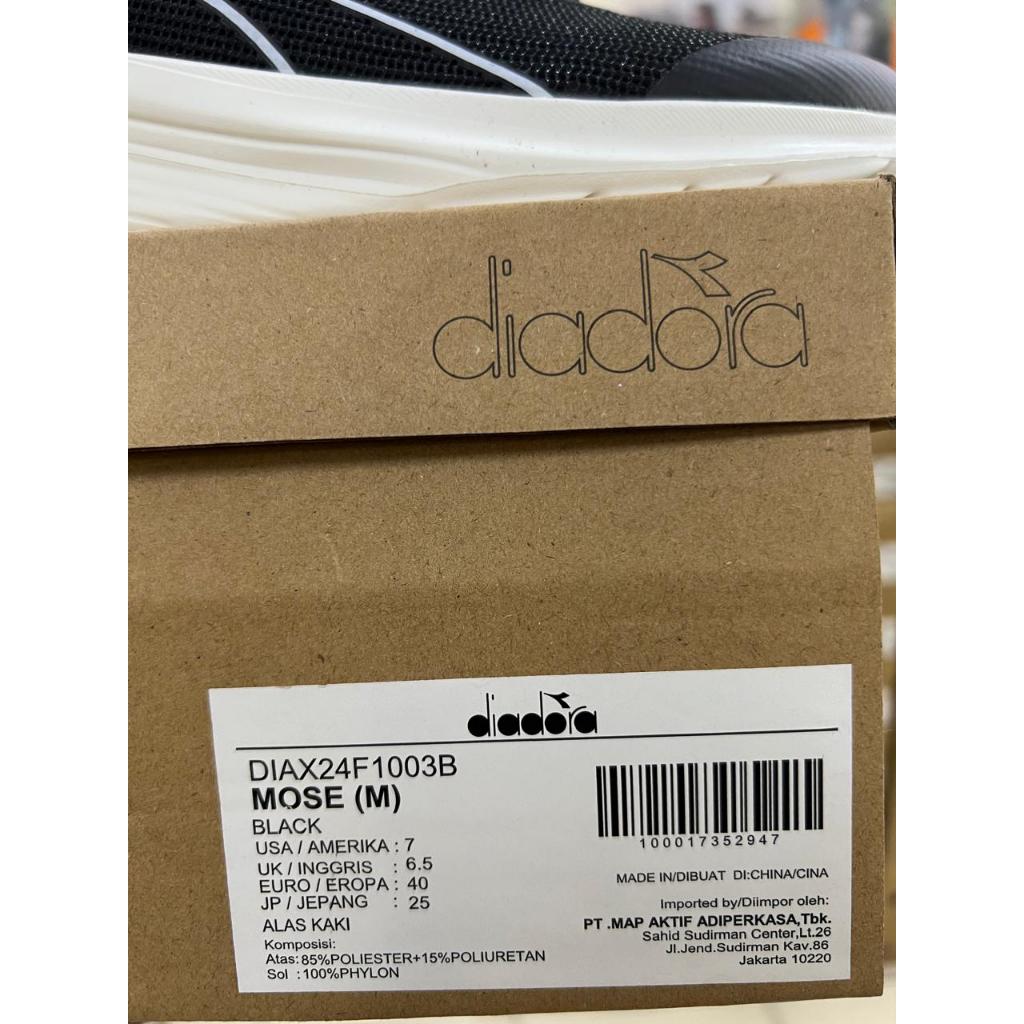 diadora
diadora
DIAX24F1003B
MOSE (M)
BLACK
USA / AMERIKA : 7
UK / INGGRIS : 6.5
EURO / EROPA : 40
JP / JEPANG : 25
ALAS KAKI
Komposisi:
Atas: 85%POLIESTER+15%POLIURETAN
Sol : 100%PHYLON
100017352947
MADE IN/DIBUAT DI:CHINA/CINA
Imported by/Diimpor oleh:
PT .MAP AKTIF ADIPERKASA,Tbk.
Sahid Sudirman Center,Lt.26
Jl.Jend.Sudirman Kav.86
Jakarta 10220